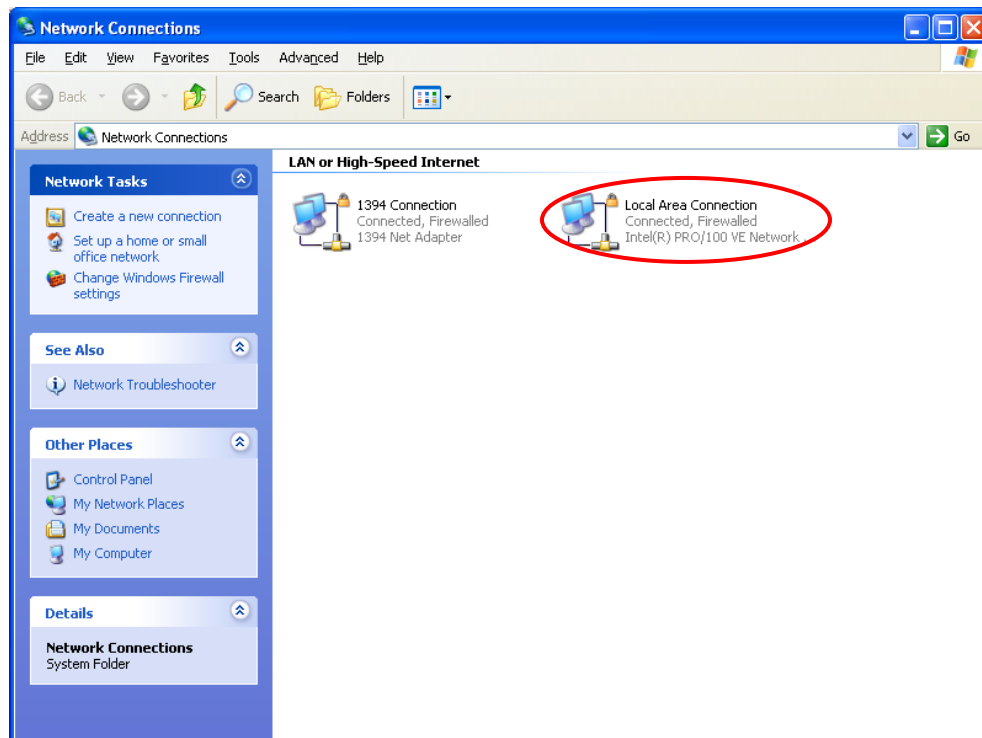 Network Connections
File Edit View Favorites Tools Advanced Help
Back Search Folders
Address Network Connections Go
Network Tasks
Create a new connection
Set up a home or small
office network
Change Windows Firewall
settings
See Also
Network Troubleshooter
Other Places
Control Panel
My Network Places
My Documents
My Computer
Details
Network Connections
System Folder
LAN or High-Speed Internet
1394 Connection
Connected, Firewalled
1394 Net Adapter
Local Area Connection
Connected, Firewalled
Intel(R) PRO/100 VE Network ...